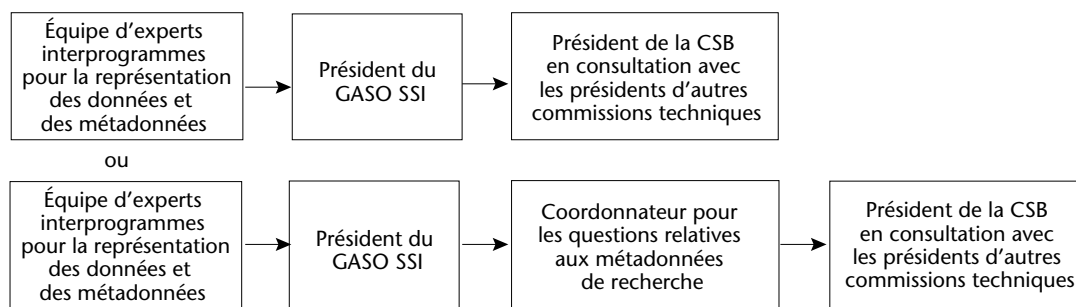 Équipe d'experts
interprogrammes
pour la représentation
des données et
des métadonnées
Président du
GASO SSI
Président de la CSB
en consultation avec
les présidents d'autres
commissions techniques
ou
Équipe d'experts
interprogrammes
pour la représentation
des données et
des métadonnées
Président du
GASO SSI
Coordonnateur pour
les questions relatives
aux métadonnées
de recherche
Président de la CSB
en consultation avec
les présidents d'autres
commissions techniques